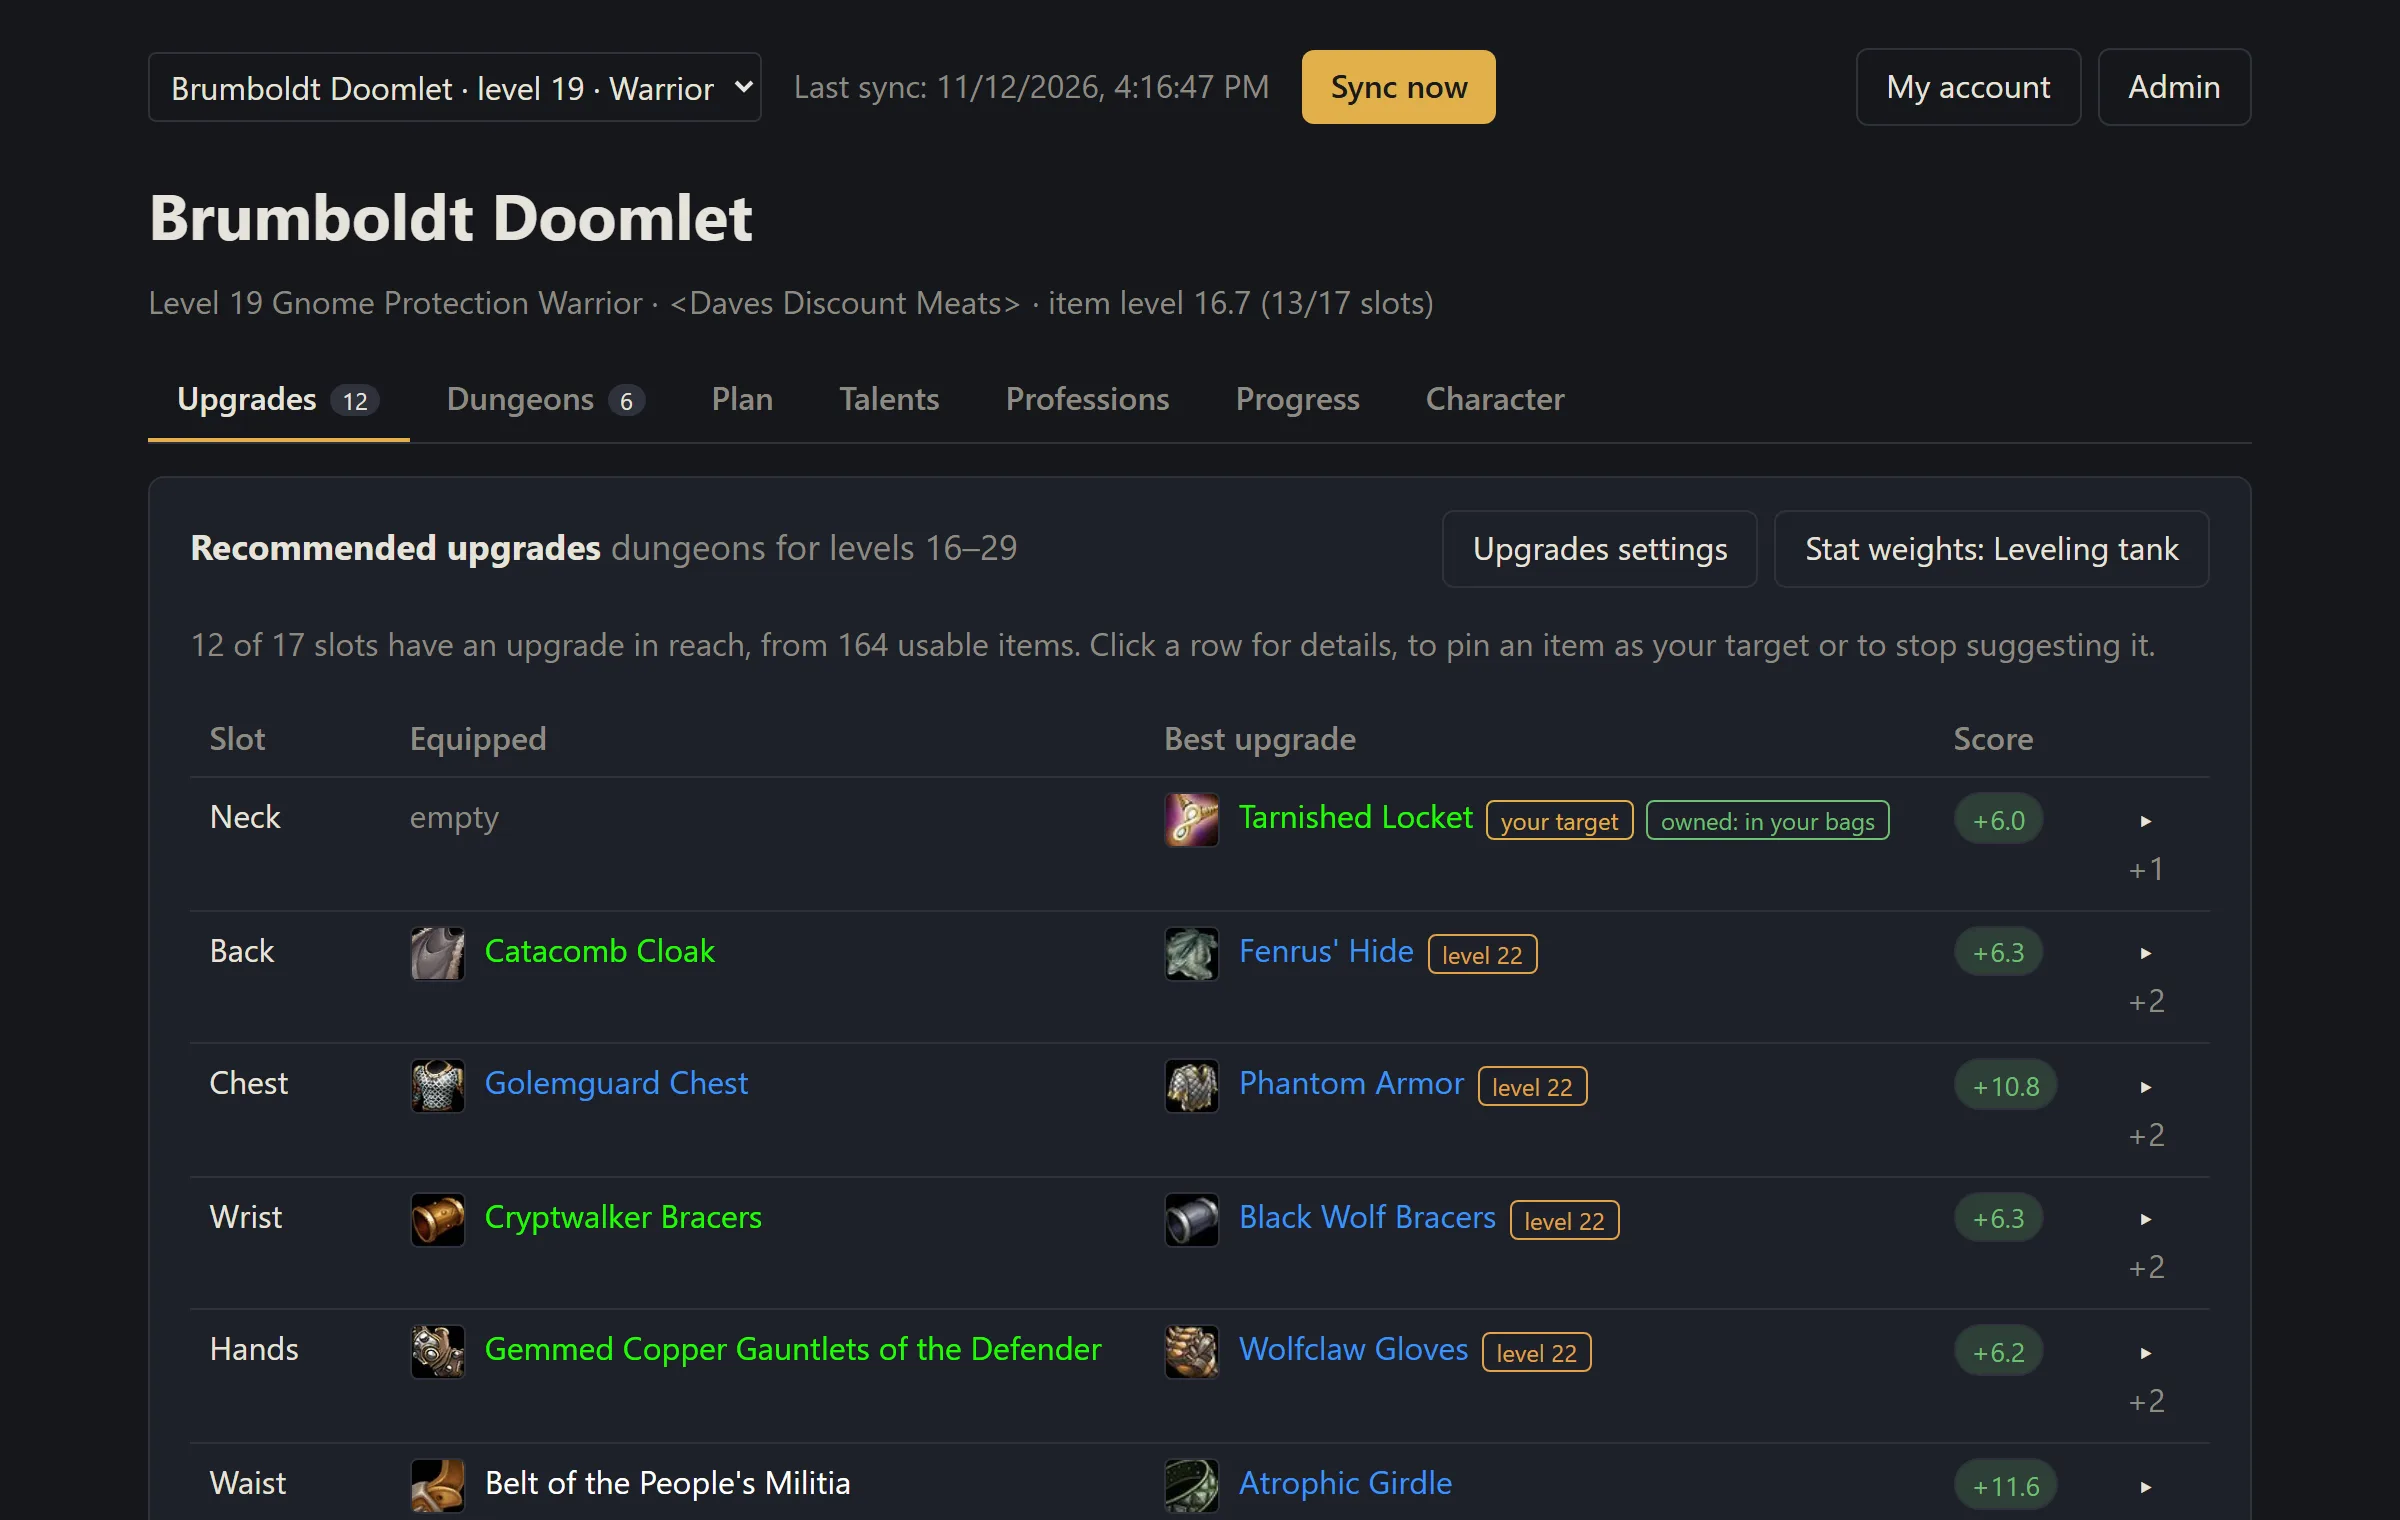 Brumboldt Doomlet · level 19 · Warrior Last sync: 11/12/2026, 4:16:47 PM Sync now My account Admin
Brumboldt Doomlet
Level 19 Gnome Protection Warrior · <Daves Discount Meats> · item level 16.7 (13/17 slots)
Upgrades 12 Dungeons 6 Plan Talents Professions Progress Character
Recommended upgrades dungeons for levels 16–29 Upgrades settings Stat weights: Leveling tank
12 of 17 slots have an upgrade in reach, from 164 usable items. Click a row for details, to pin an item as your target or to stop suggesting it.
Slot Equipped Best upgrade Score
Neck empty Tarnished Locket your target owned: in your bags +6.0
+1
Back Catacomb Cloak Fenrus' Hide level 22 +6.3
+2
Chest Golemguard Chest Phantom Armor level 22 +10.8
+2
Wrist Cryptwalker Bracers Black Wolf Bracers level 22 +6.3
+2
Hands Gemmed Copper Gauntlets of the Defender Wolfclaw Gloves level 22 +6.2
+2
Waist Belt of the People's Militia Atrophic Girdle +11.6